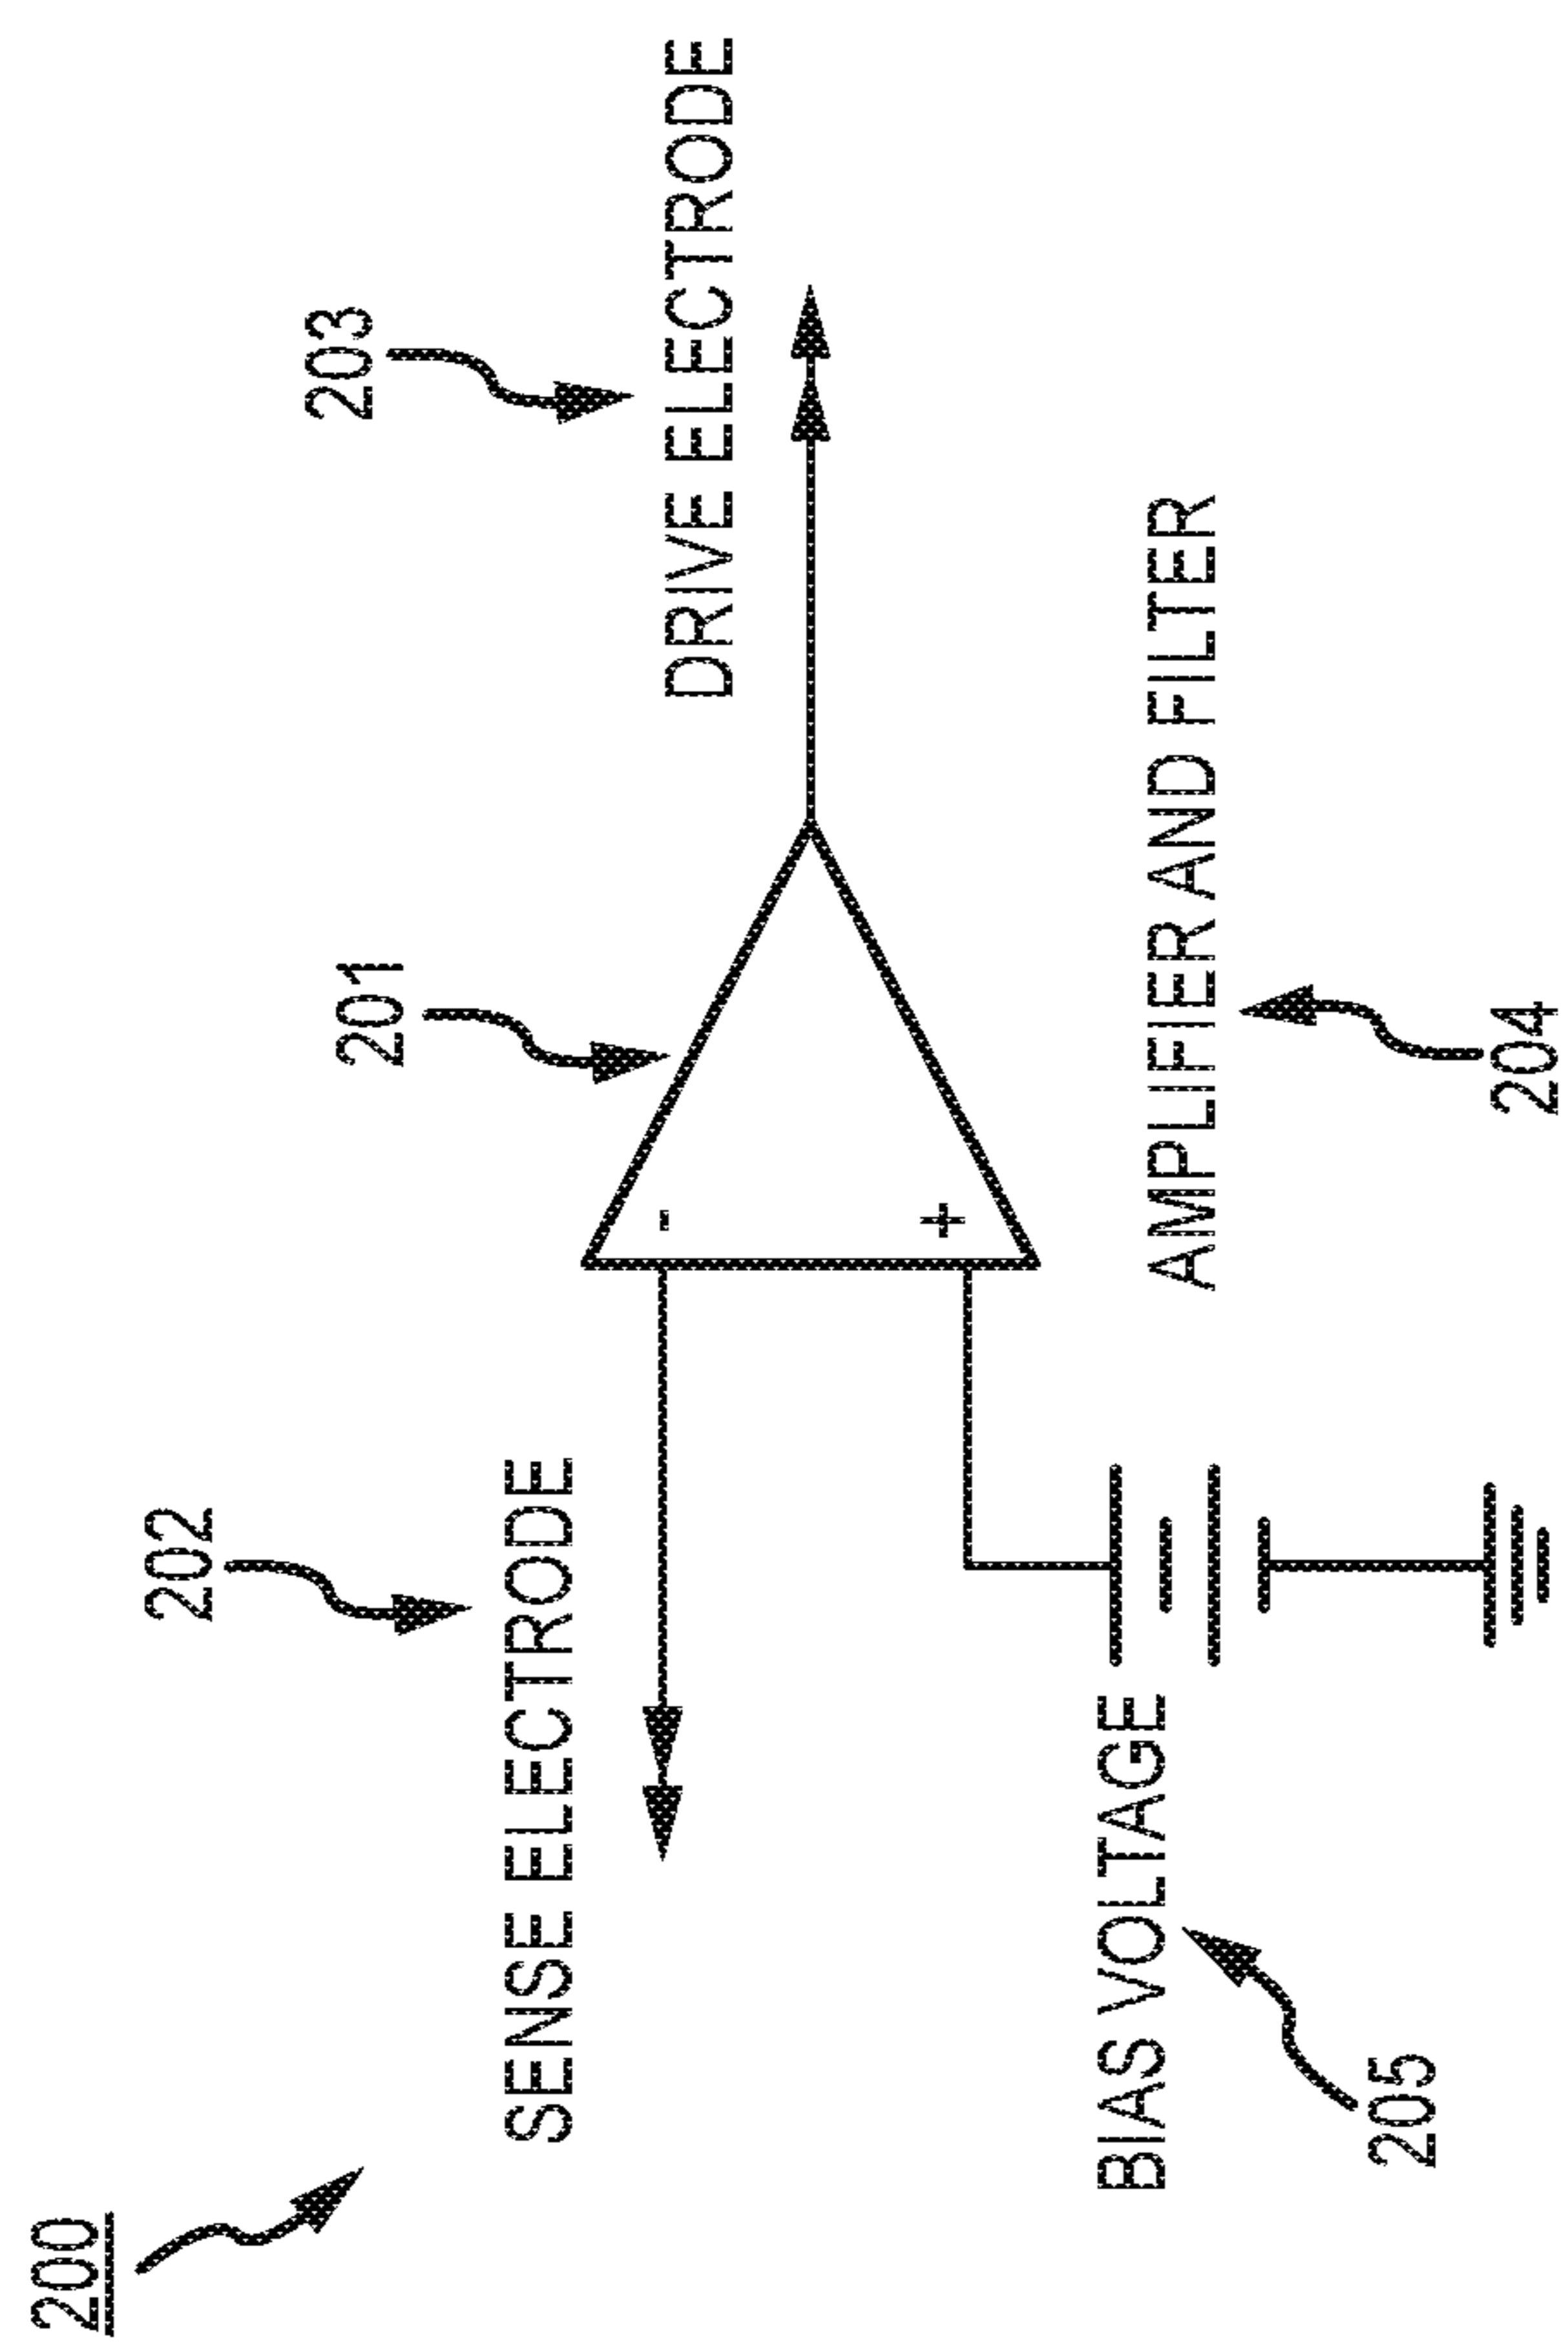 200
202
SENSE ELECTRODE
201
203
DRIVE ELECTRODE
-
+
BIAS VOLTAGE
205
AMPLIFIER AND FILTER
204